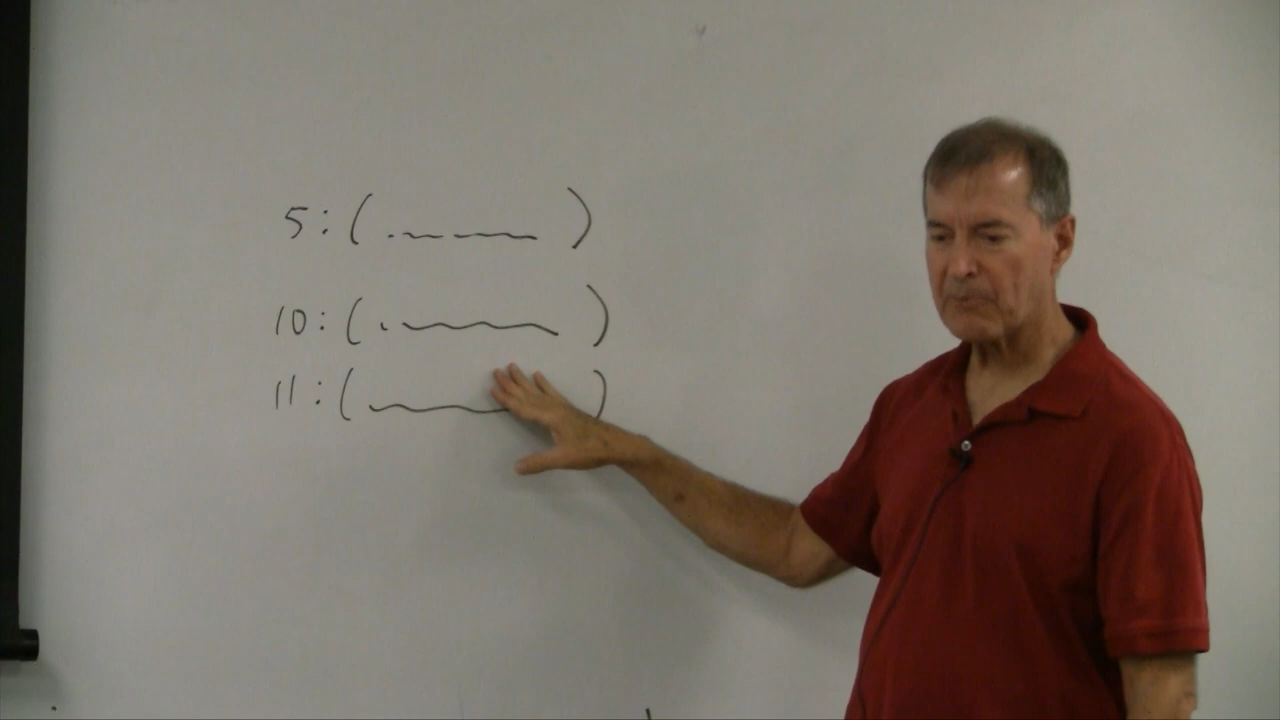 5: ( )
10: ( )
11: ( )